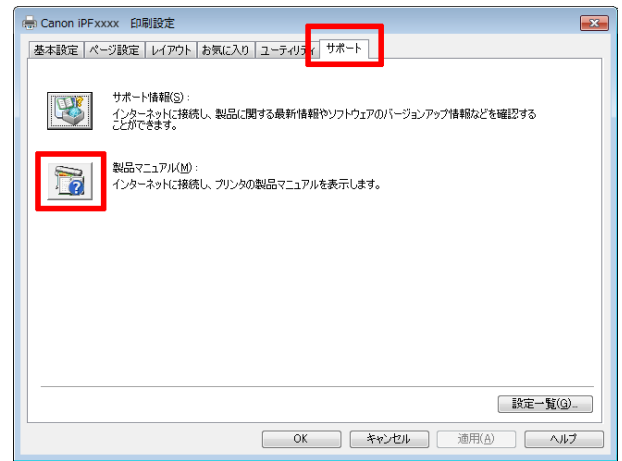 Canon iPFxxxx 印刷設定
基本設定 ページ設定 レイアウト お気に入り ユーティリティ サポート
サポート情報(S) :
インターネットに接続し、製品に関する最新情報やソフトウェアのバージョンアップ情報などを確認する
ことができます。
製品マニュアル(M) :
インターネットに接続し、プリンタの製品マニュアルを表示します。
設定一覧(G)...
OK キャンセル 適用(A) ヘルプ